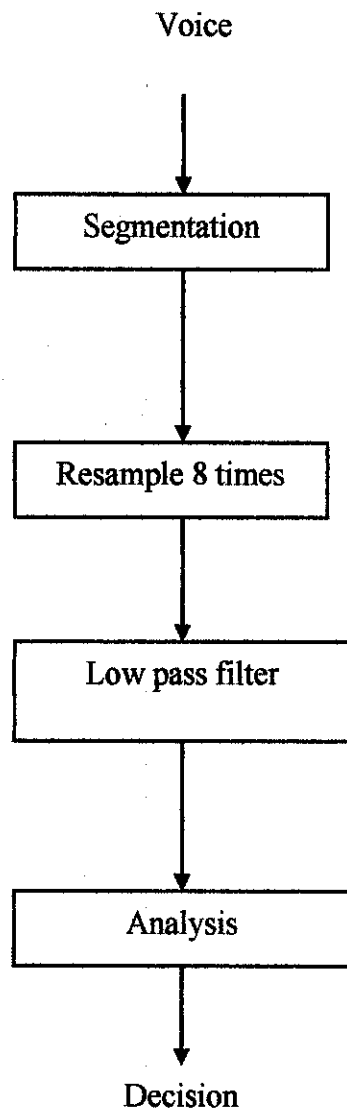 Voice
Segmentation
Resample 8 times
Low pass filter
Analysis
Decision